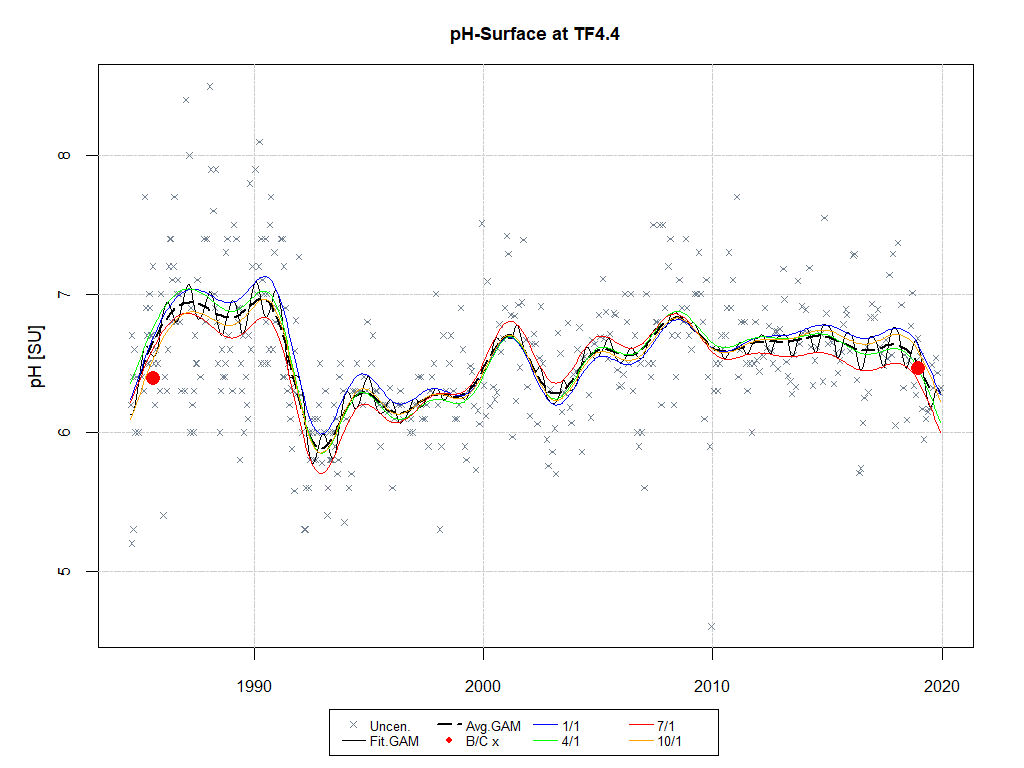 pH-Surface at TF4.4
pH [SU]
8
7
6
5
1990
2000
2010
2020
Uncen. Avg.GAM 1/1 7/1
Fit.GAM B/C x 4/1 10/1